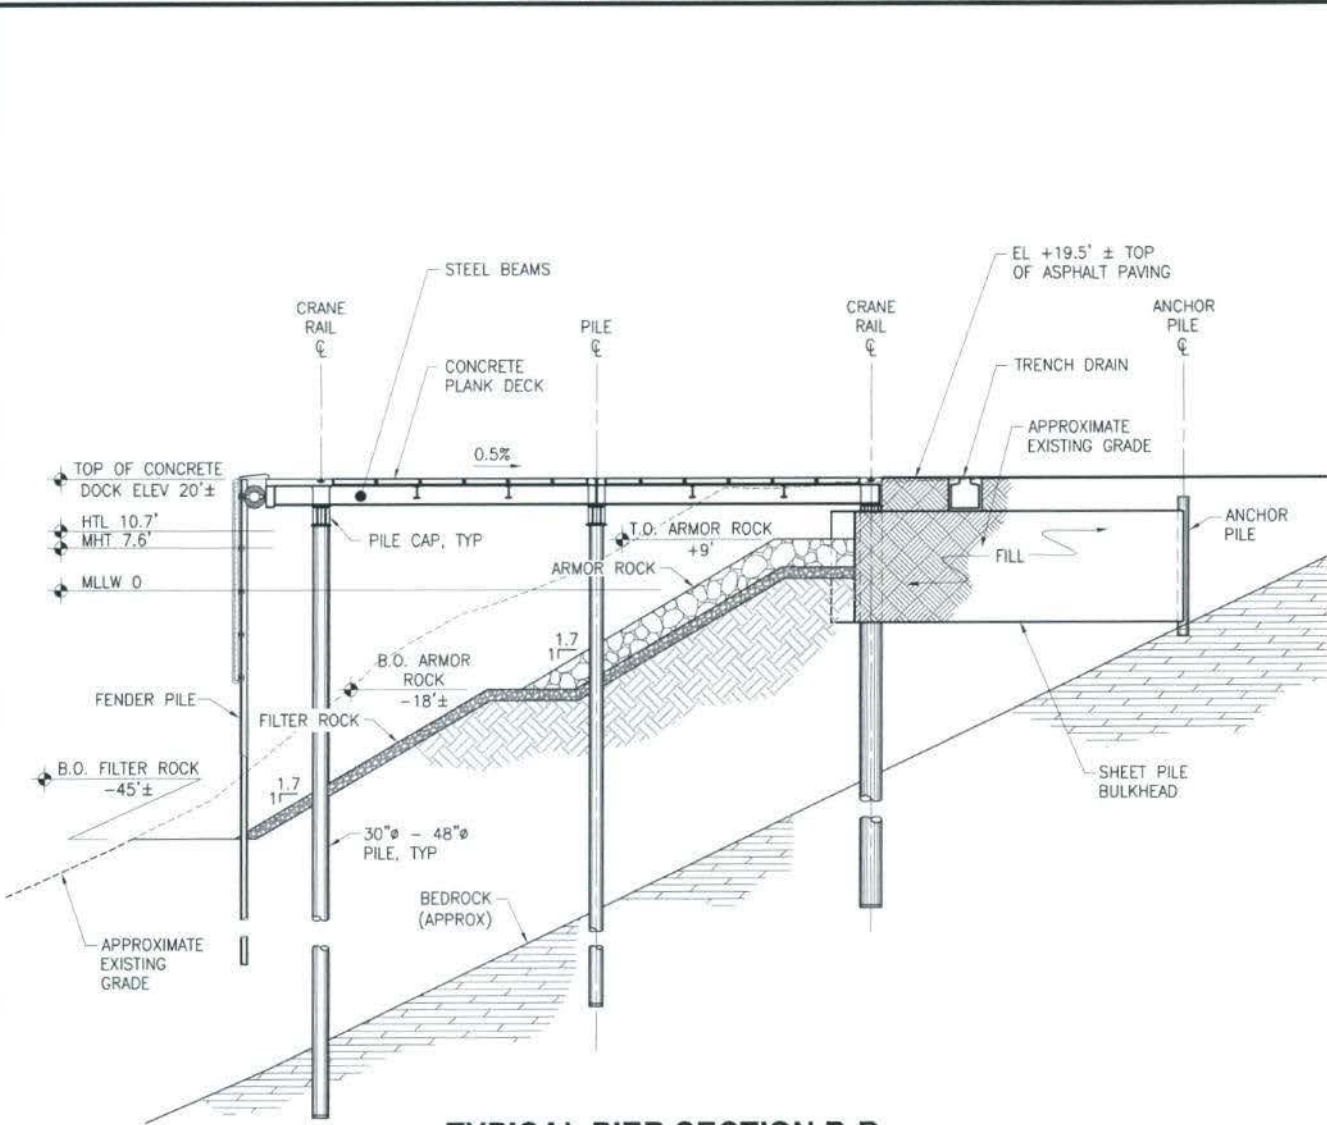 EL +19.5' ± TOP
OF ASPHALT PAVING
STEEL BEAMS
CRANE
RAIL
℄
PILE
℄
CRANE
RAIL
℄
ANCHOR
PILE
℄
CONCRETE
PLANK DECK
TRENCH DRAIN
APPROXIMATE
EXISTING GRADE
0.5%
TOP OF CONCRETE
DOCK ELEV 20'±
HTL 10.7'
MHT 7.6'
MLLW 0
PILE CAP, TYP
T.O. ARMOR ROCK
+9'
ARMOR ROCK
FILL
ANCHOR
PILE
1.7
1
B.O. ARMOR
ROCK
-18'±
FENDER PILE
FILTER ROCK
B.O. FILTER ROCK
-45'±
1.7
1
SHEET PILE
BULKHEAD
30"ø - 48"ø
PILE, TYP
BEDROCK
(APPROX)
APPROXIMATE
EXISTING
GRADE
TYPICAL PIER SECTION B-B